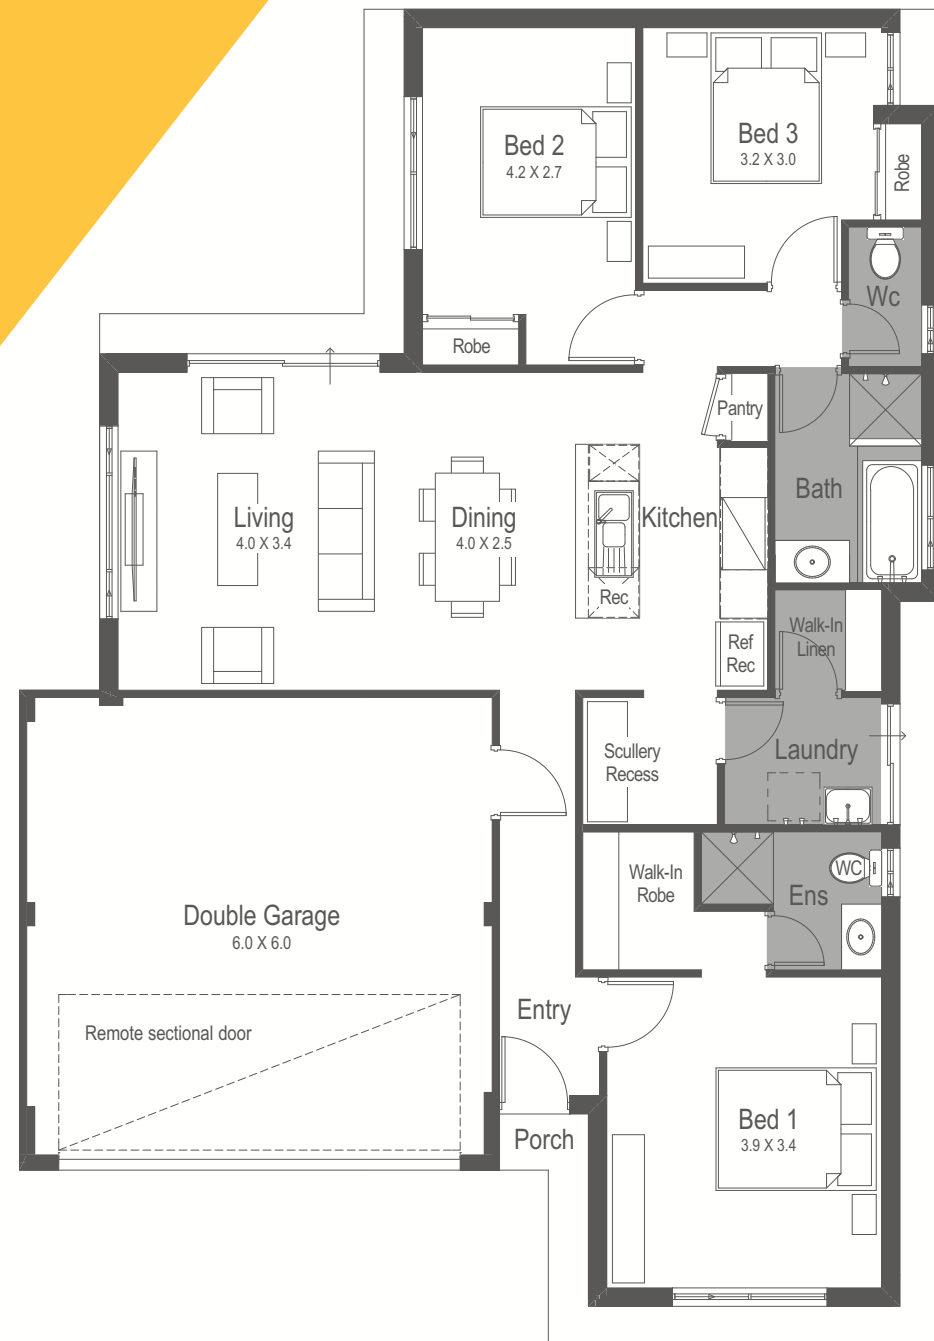 Bed 2
4.2 X 2.7
Bed 3
3.2 X 3.0
Robe
Wc
Robe
Pantry
Living
4.0 X 3.4
Dining
4.0 X 2.5
Kitchen
Bath
Rec
Ref
Rec
Walk-In
Linen
Scullery
Recess
Laundry
Walk-In
Robe
WC
Ens
Double Garage
6.0 X 6.0
Entry
Remote sectional door
Porch
Bed 1
3.9 X 3.4